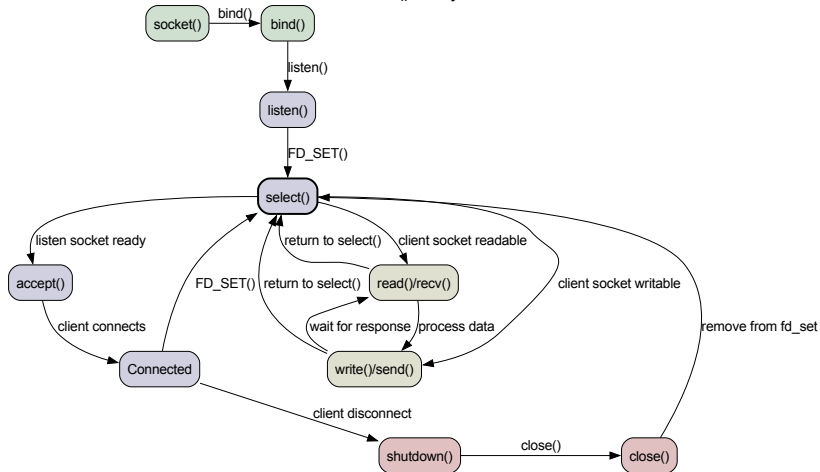 bind()
socket()
bind()
listen()
listen()
FD_SET()
select()
listen socket ready
return to select()
client socket readable
accept()
FD_SET()
return to select()
read()/recv()
client socket writable
client connects
wait for response
process data
remove from fd_set
Connected
write()/send()
client disconnect
close()
shutdown()
close()